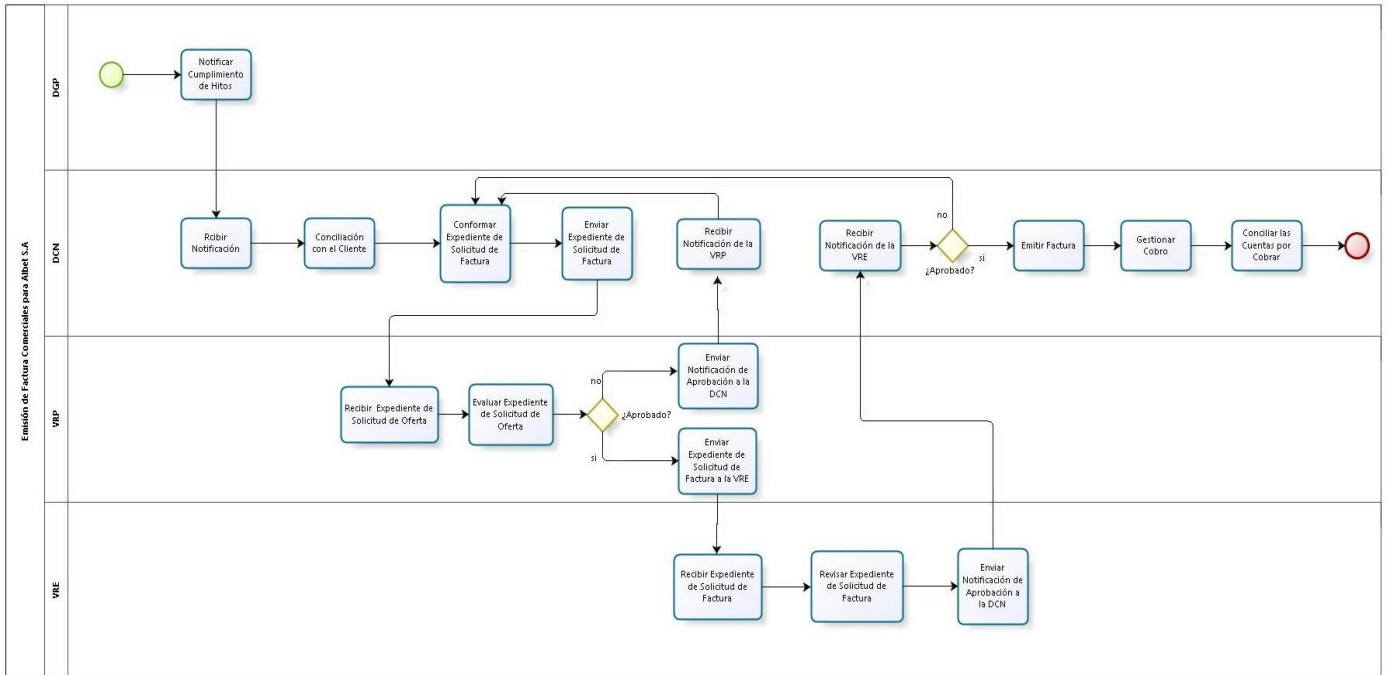 Emisión de Factura Comerciales para Albet S.A
DGP
Notificar
Cumplimiento
de Hitos
DCN
Rcibir
Notificación
Conciliación
con el Cliente
Conformar
Expediente de
Solicitud de
Factura
Enviar
Expediente de
Solicitud de
Factura
Recibir
Notificación de la
VRP
Recibir
Notificación de la
VRE
no
¿Aprobado?
si
Emitir Factura
Gestionar
Cobro
Conciliar las
Cuentas por
Cobrar
VRP
Recibir Expediente de
Solicitud de Oferta
Evaluar Expediente
de Solicitud de
Oferta
no
¿Aprobado?
si
Enviar
Notificación de
Aprobación a la
DCN
Enviar
Expediente de
Solicitud de
Factura a la VRE
VRE
Recibir Expediente
de Solicitud de
Factura
Revisar Expediente
de Solicitud de
Factura
Enviar
Notificación de
Aprobación a
la DCN